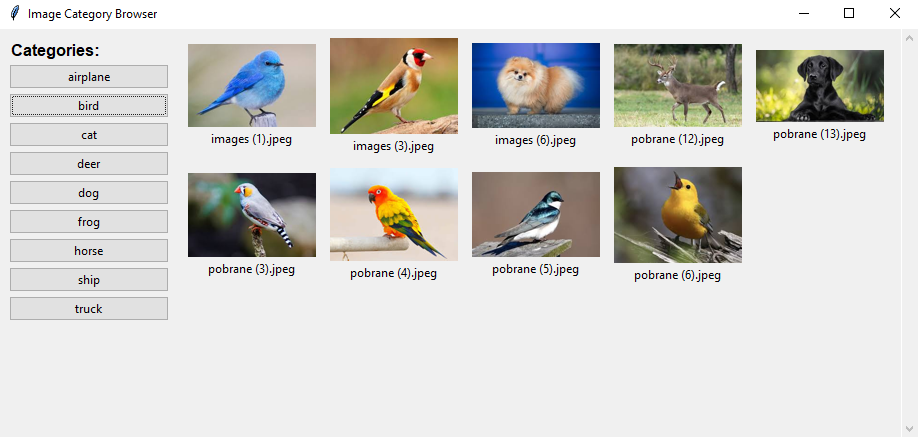 Image Category Browser
Categories:
airplane
bird
cat
deer
dog
frog
horse
ship
truck
images (1).jpeg
images (3).jpeg
images (6).jpeg
pobrane (12).jpeg
pobrane (13).jpeg
pobrane (3).jpeg
pobrane (4).jpeg
pobrane (5).jpeg
pobrane (6).jpeg